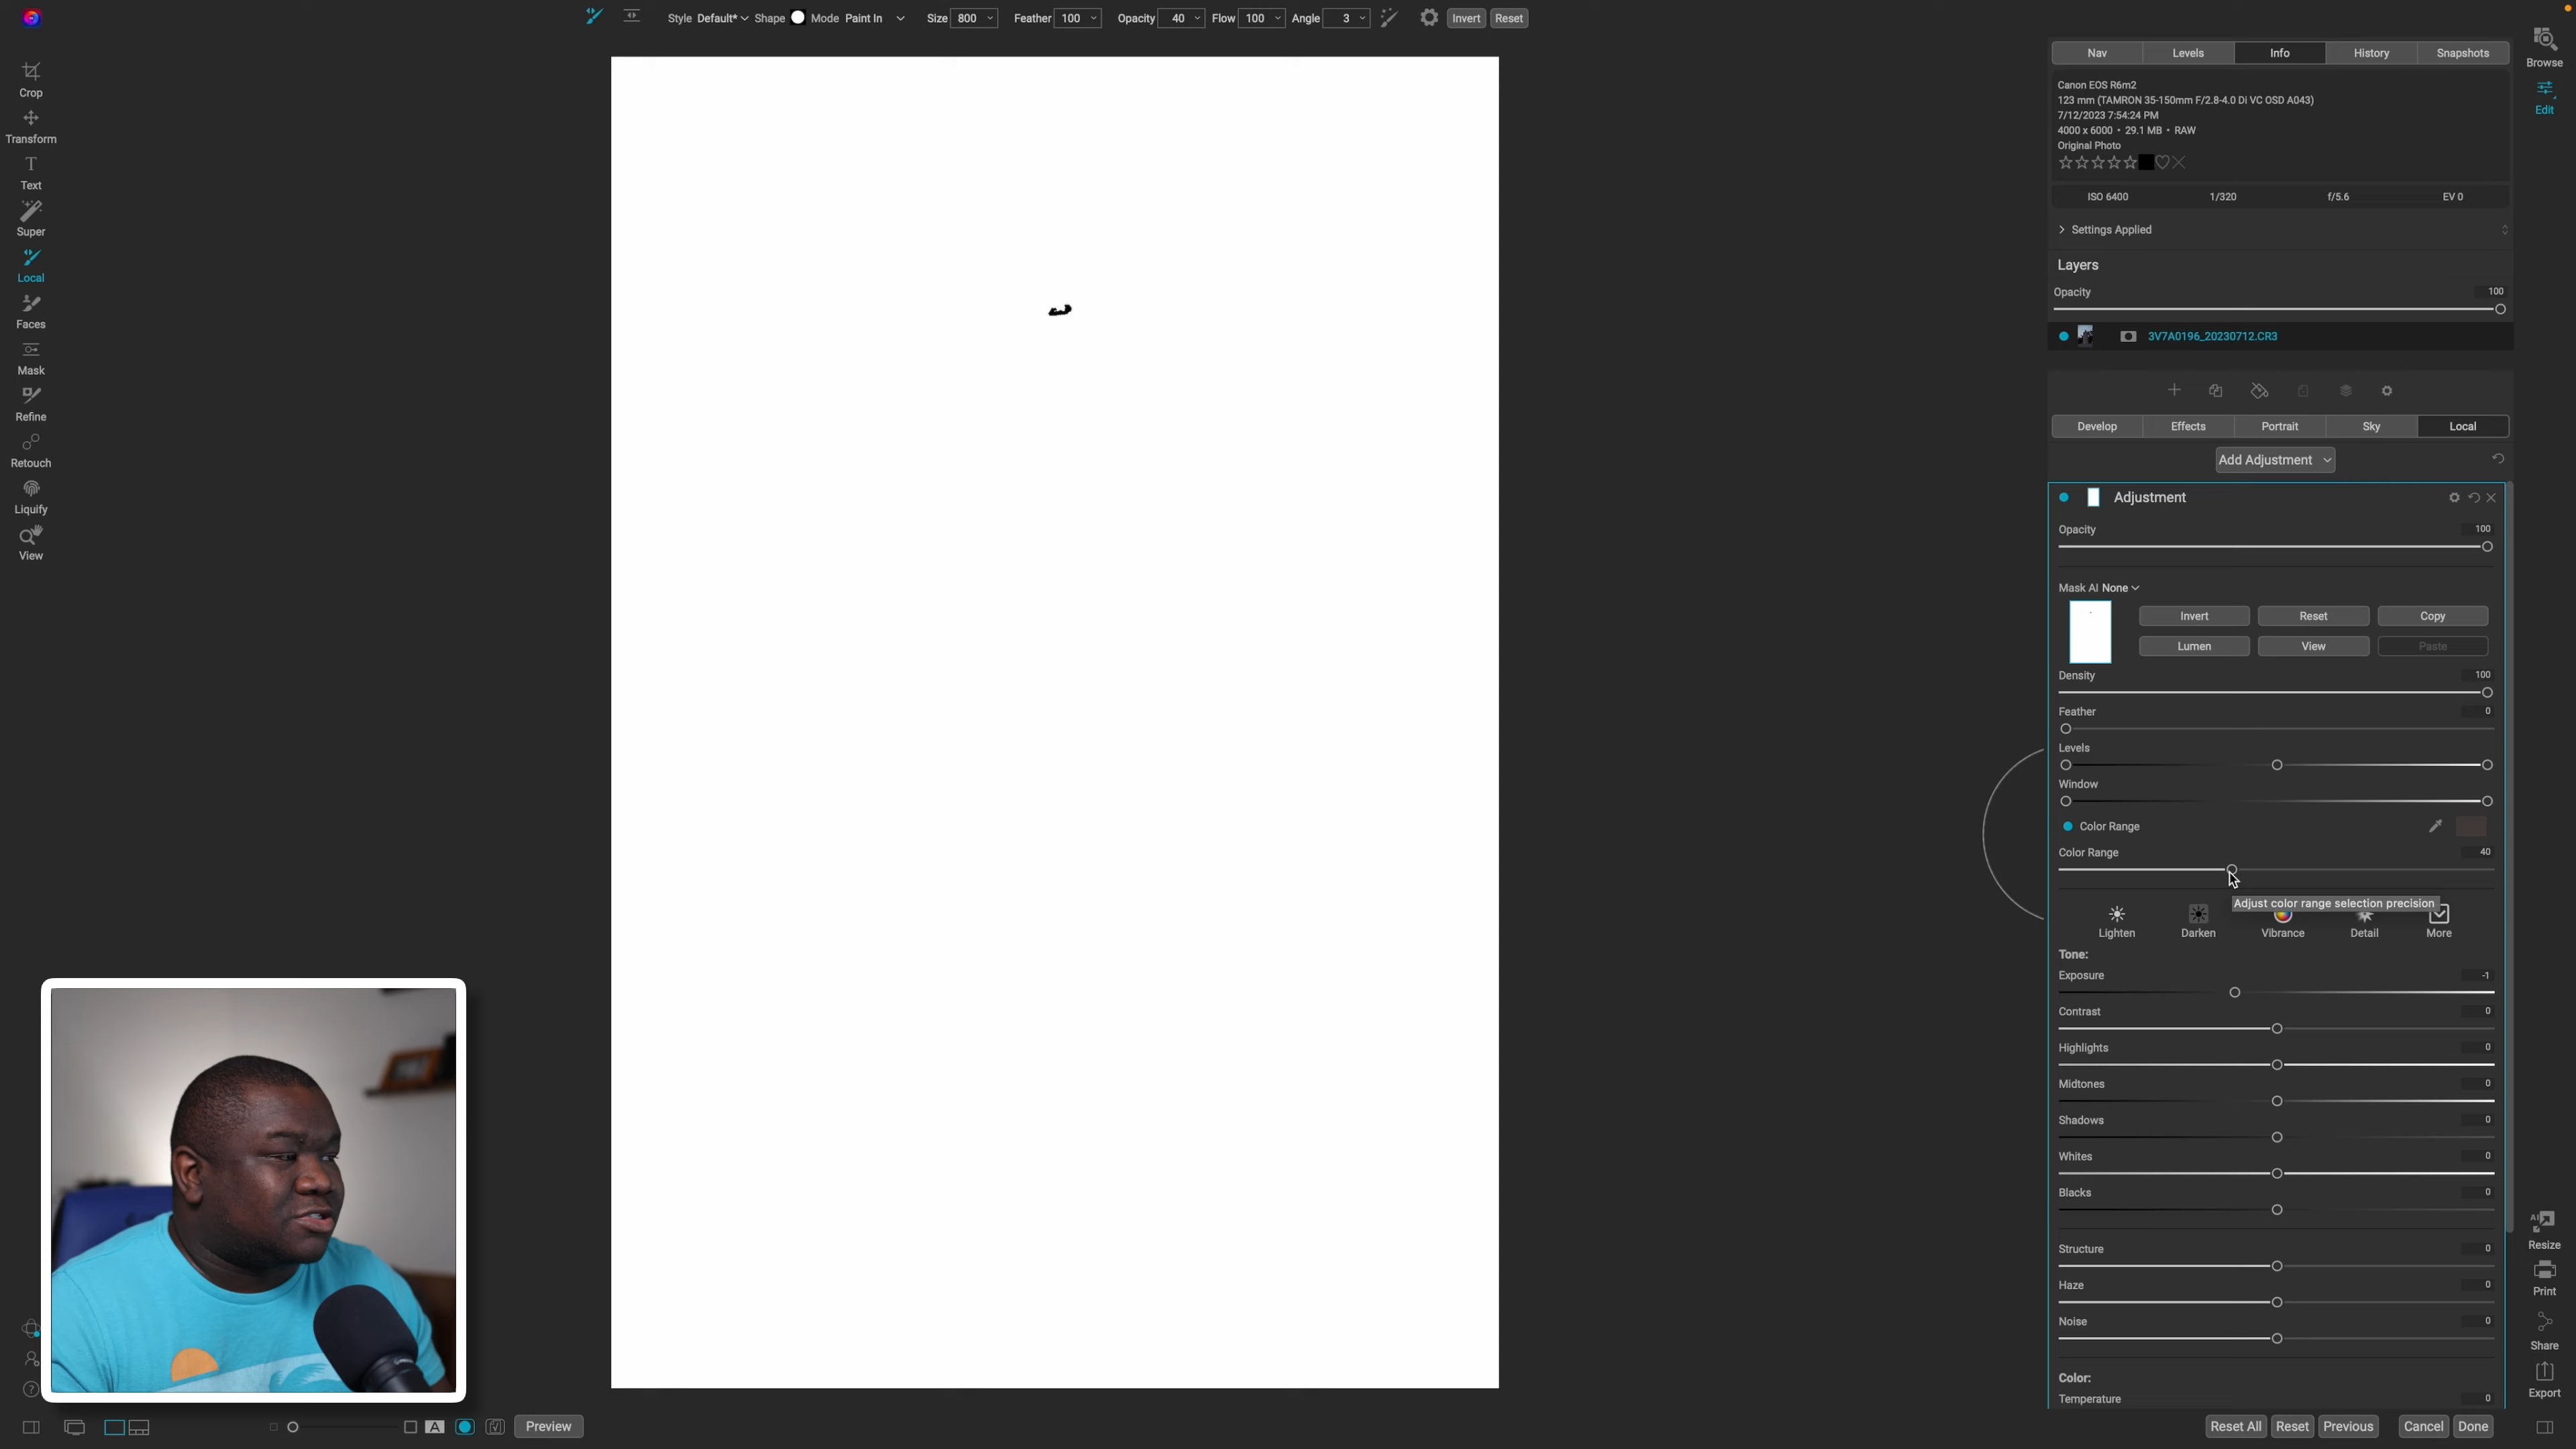 Style Default* Shape Mode Paint In Size 800 Feather 100 Opacity 40 Flow 100 Angle 3 Invert Reset
Crop
Transform
Text
Super
Local
Faces
Mask
Refine
Retouch
Liquify
View
Nav Levels Info History Snapshots
Canon EOS R6m2
123 mm (TAMRON 35-150mm F/2.8-4.0 Di VC OSD A043)
7/12/2023 7:54:24 PM
4000 x 6000 • 29.1 MB • RAW
Original Photo
ISO 6400 1/320 f/5.6 EV 0
Settings Applied
Layers
Opacity 100
3V7A0196_20230712.CR3
Develop Effects Portrait Sky Local
Add Adjustment
Adjustment
Opacity 100
Mask AI None
Invert Reset Copy
Lumen View Paste
Density 100
Feather 0
Levels
Window
Color Range
Color Range 40
Adjust color range selection precision
Lighten Darken Vibrance Detail More
Tone:
Exposure -1
Contrast 0
Highlights 0
Midtones 0
Shadows 0
Whites 0
Blacks 0
Structure 0
Haze 0
Noise 0
Color:
Temperature 0
Browse
Edit
AI
Resize
Print
Share
Export
A Preview
Reset All Reset Previous Cancel Done